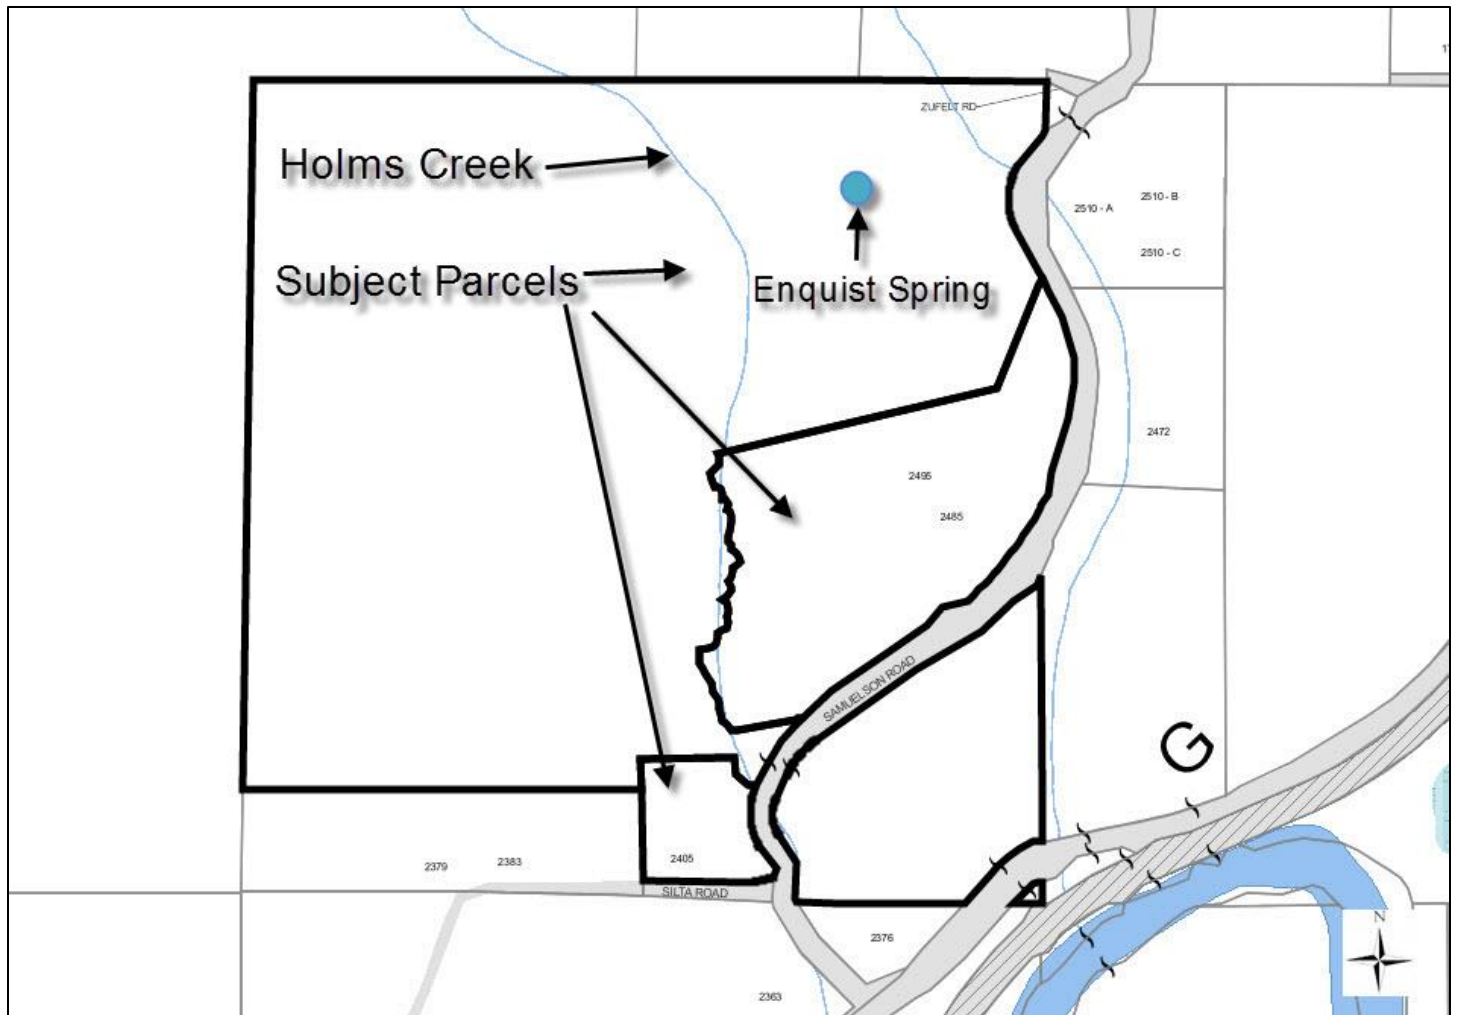 ZUFELT RD
Holms Creek
2510 - A
2510 - B
2510 - C
Subject Parcels
Enquist Spring
2472
2495
2485
SAMUELSON ROAD
G
2379
2383
2405
SILTA ROAD
2376
N
2363